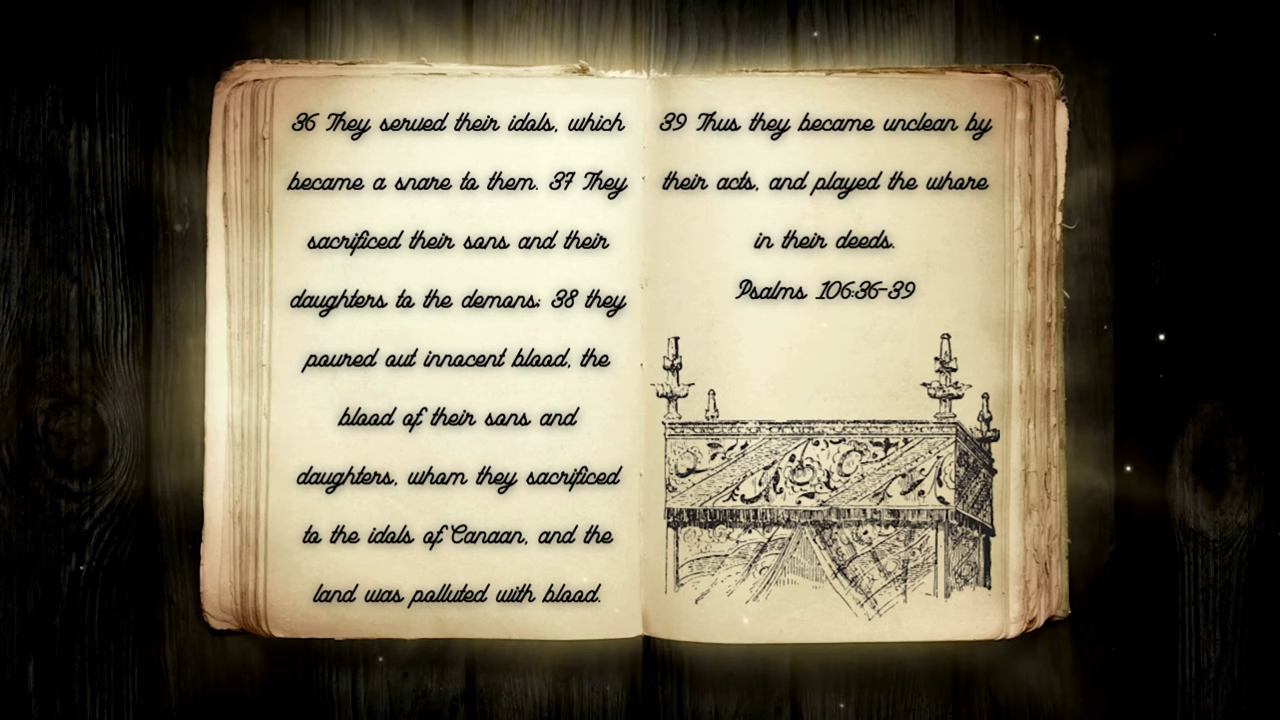 36 They served their idols, which
became a snare to them. 37 They
sacrificed their sons and their
daughters to the demons; 38 they
poured out innocent blood, the
blood of their sons and
daughters, whom they sacrificed
to the idols of Canaan, and the
land was polluted with blood.
39 Thus they became unclean by
their acts, and played the whore
in their deeds.
Psalms 106:36-39